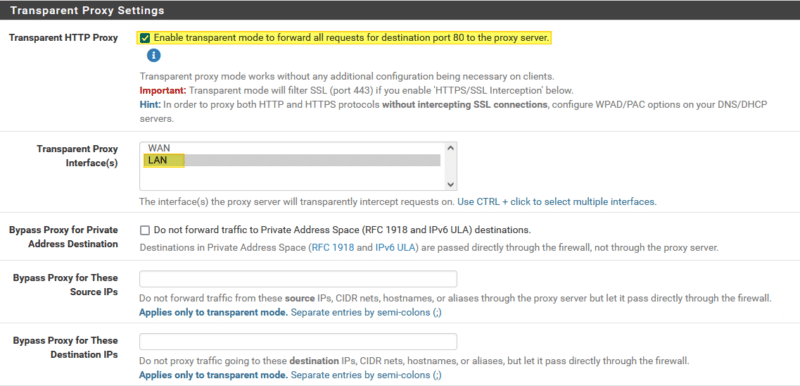 Transparent Proxy Settings
Transparent HTTP Proxy
Enable transparent mode to forward all requests for destination port 80 to the proxy server.
Transparent proxy mode works without any additional configuration being necessary on clients.
Important: Transparent mode will filter SSL (port 443) if you enable 'HTTPS/SSL Interception' below.
Hint: In order to proxy both HTTP and HTTPS protocols without intercepting SSL connections, configure WPAD/PAC options on your DNS/DHCP
servers.
Transparent Proxy
Interface(s)
WAN
LAN
The interface(s) the proxy server will transparently intercept requests on. Use CTRL + click to select multiple interfaces.
Bypass Proxy for Private
Address Destination
Do not forward traffic to Private Address Space (RFC 1918 and IPv6 ULA) destinations.
Destinations in Private Address Space (RFC 1918 and IPv6 ULA) are passed directly through the firewall, not through the proxy server.
Bypass Proxy for These
Source IPs
Do not forward traffic from these source IPs, CIDR nets, hostnames, or aliases through the proxy server but let it pass directly through the firewall.
Applies only to transparent mode. Separate entries by semi-colons (;)
Bypass Proxy for These
Destination IPs
Do not proxy traffic going to these destination IPs, CIDR nets, hostnames, or aliases, but let it pass directly through the firewall.
Applies only to transparent mode. Separate entries by semi-colons (;)